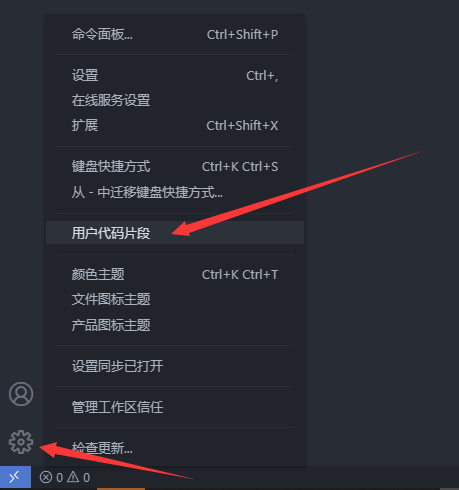 命令面板... Ctrl+Shift+P
设置 Ctrl+,
在线服务设置
扩展 Ctrl+Shift+X
键盘快捷方式 Ctrl+K Ctrl+S
从 - 中迁移键盘快捷方式...
用户代码片段
颜色主题 Ctrl+K Ctrl+T
文件图标主题
产品图标主题
设置同步已打开
管理工作区信任
检查更新...
0 0